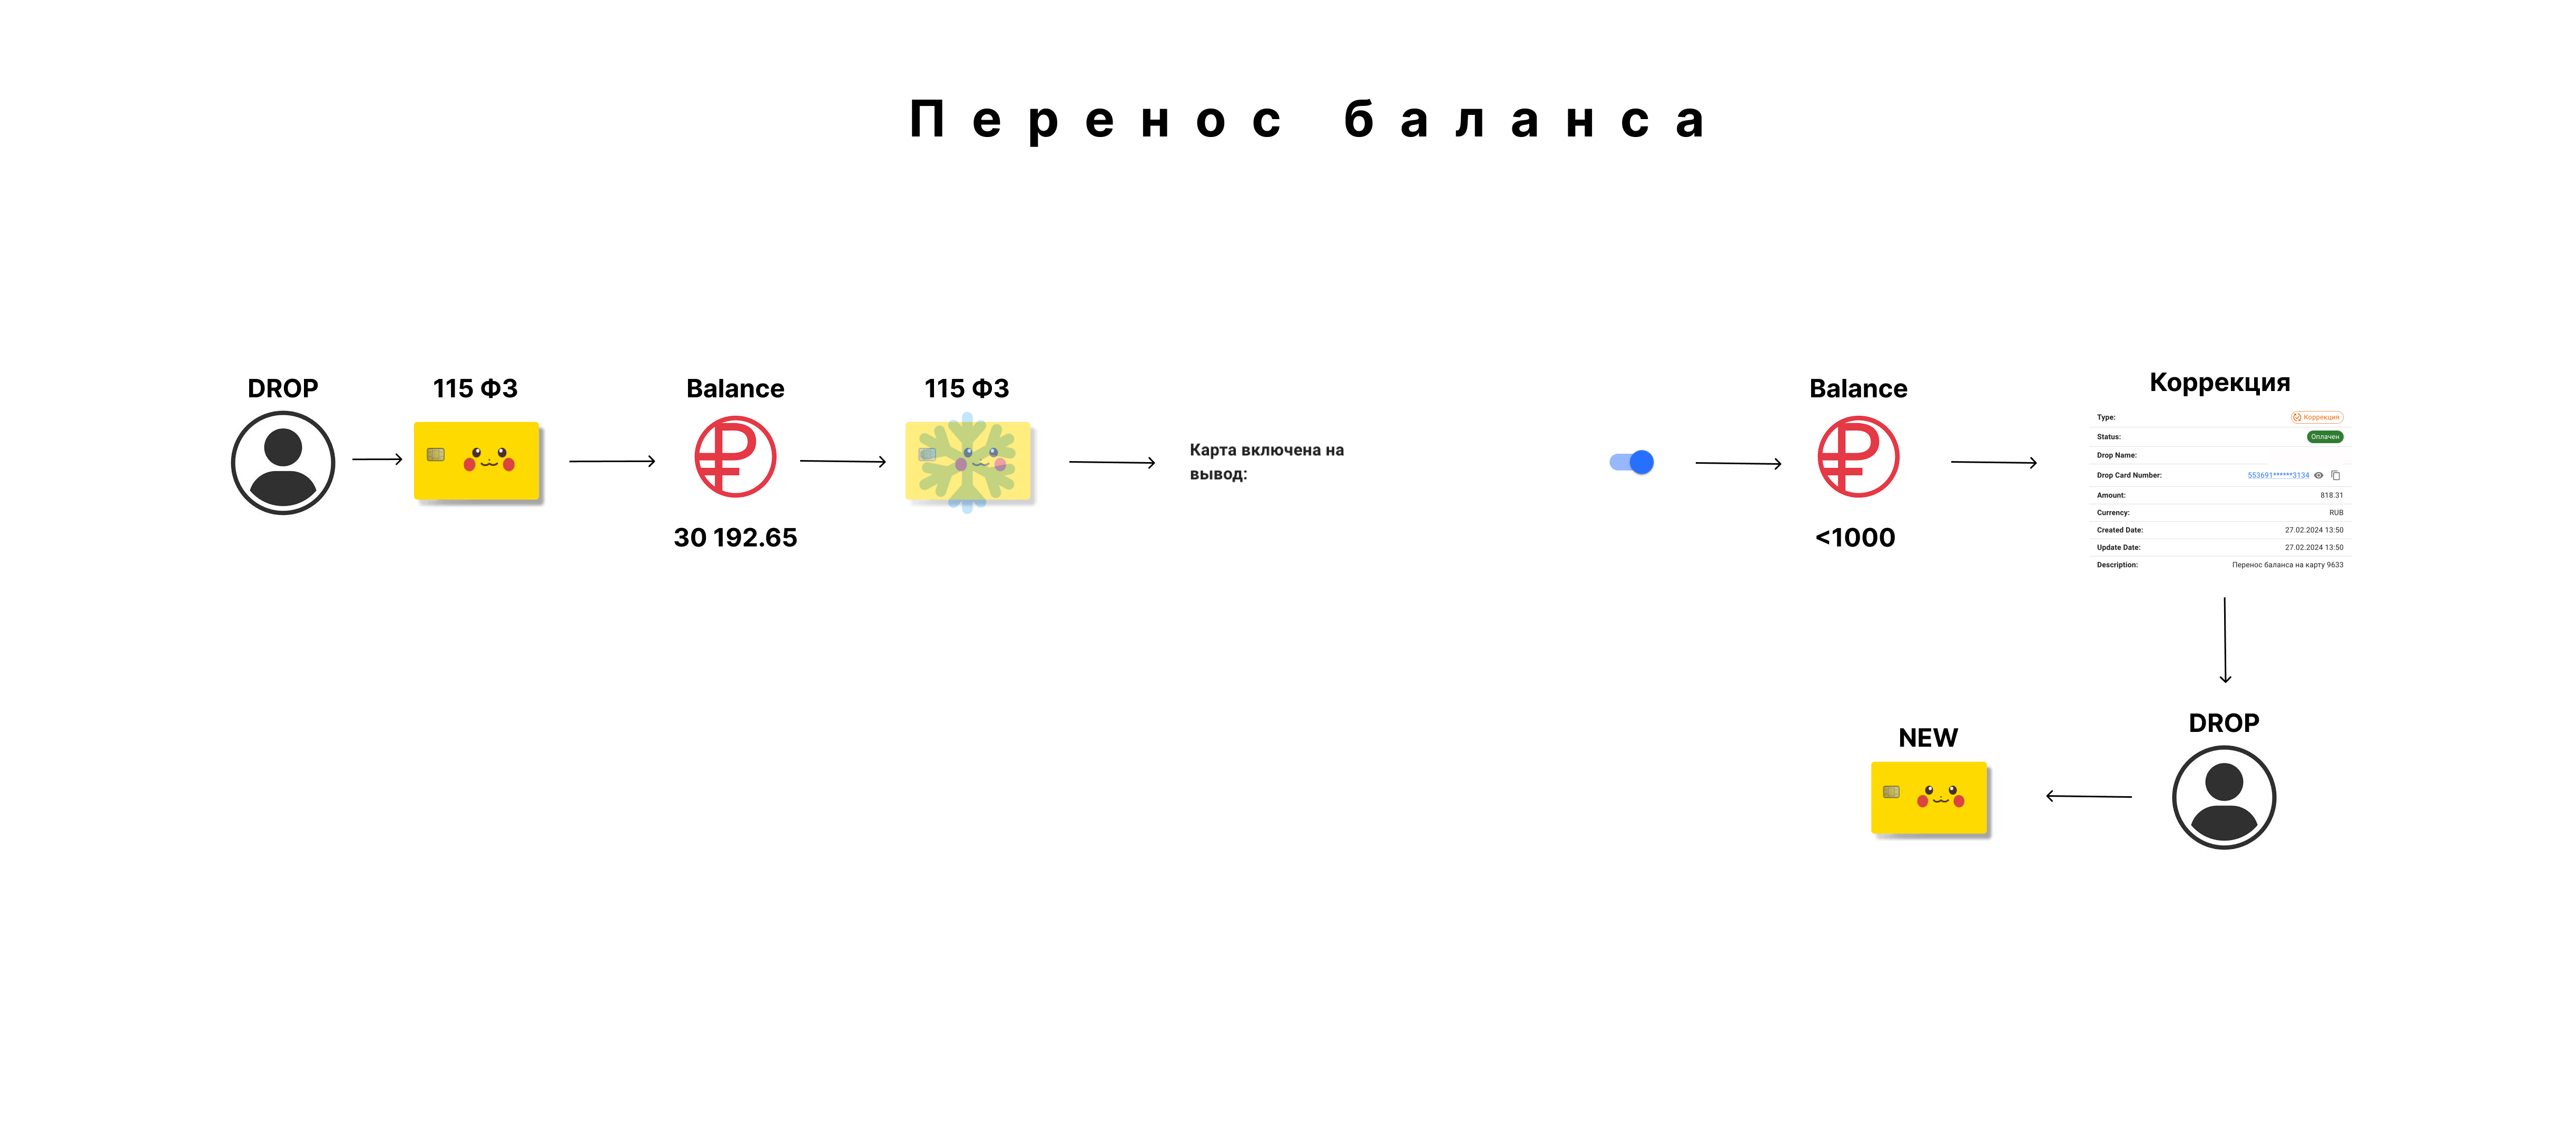 Перенос баланса
DROP
115 ФЗ
Balance
30 192.65
115 ФЗ
Карта включена на
вывод:
Balance
<1000
Коррекция
Type: Коррекция
Status: Оплачен
Drop Name:
Drop Card Number: 553691******3134
Amount: 818.31
Currency: RUB
Created Date: 27.02.2024 13:50
Update Date: 27.02.2024 13:50
Description: Перенос баланса на карту 9633
DROP
NEW